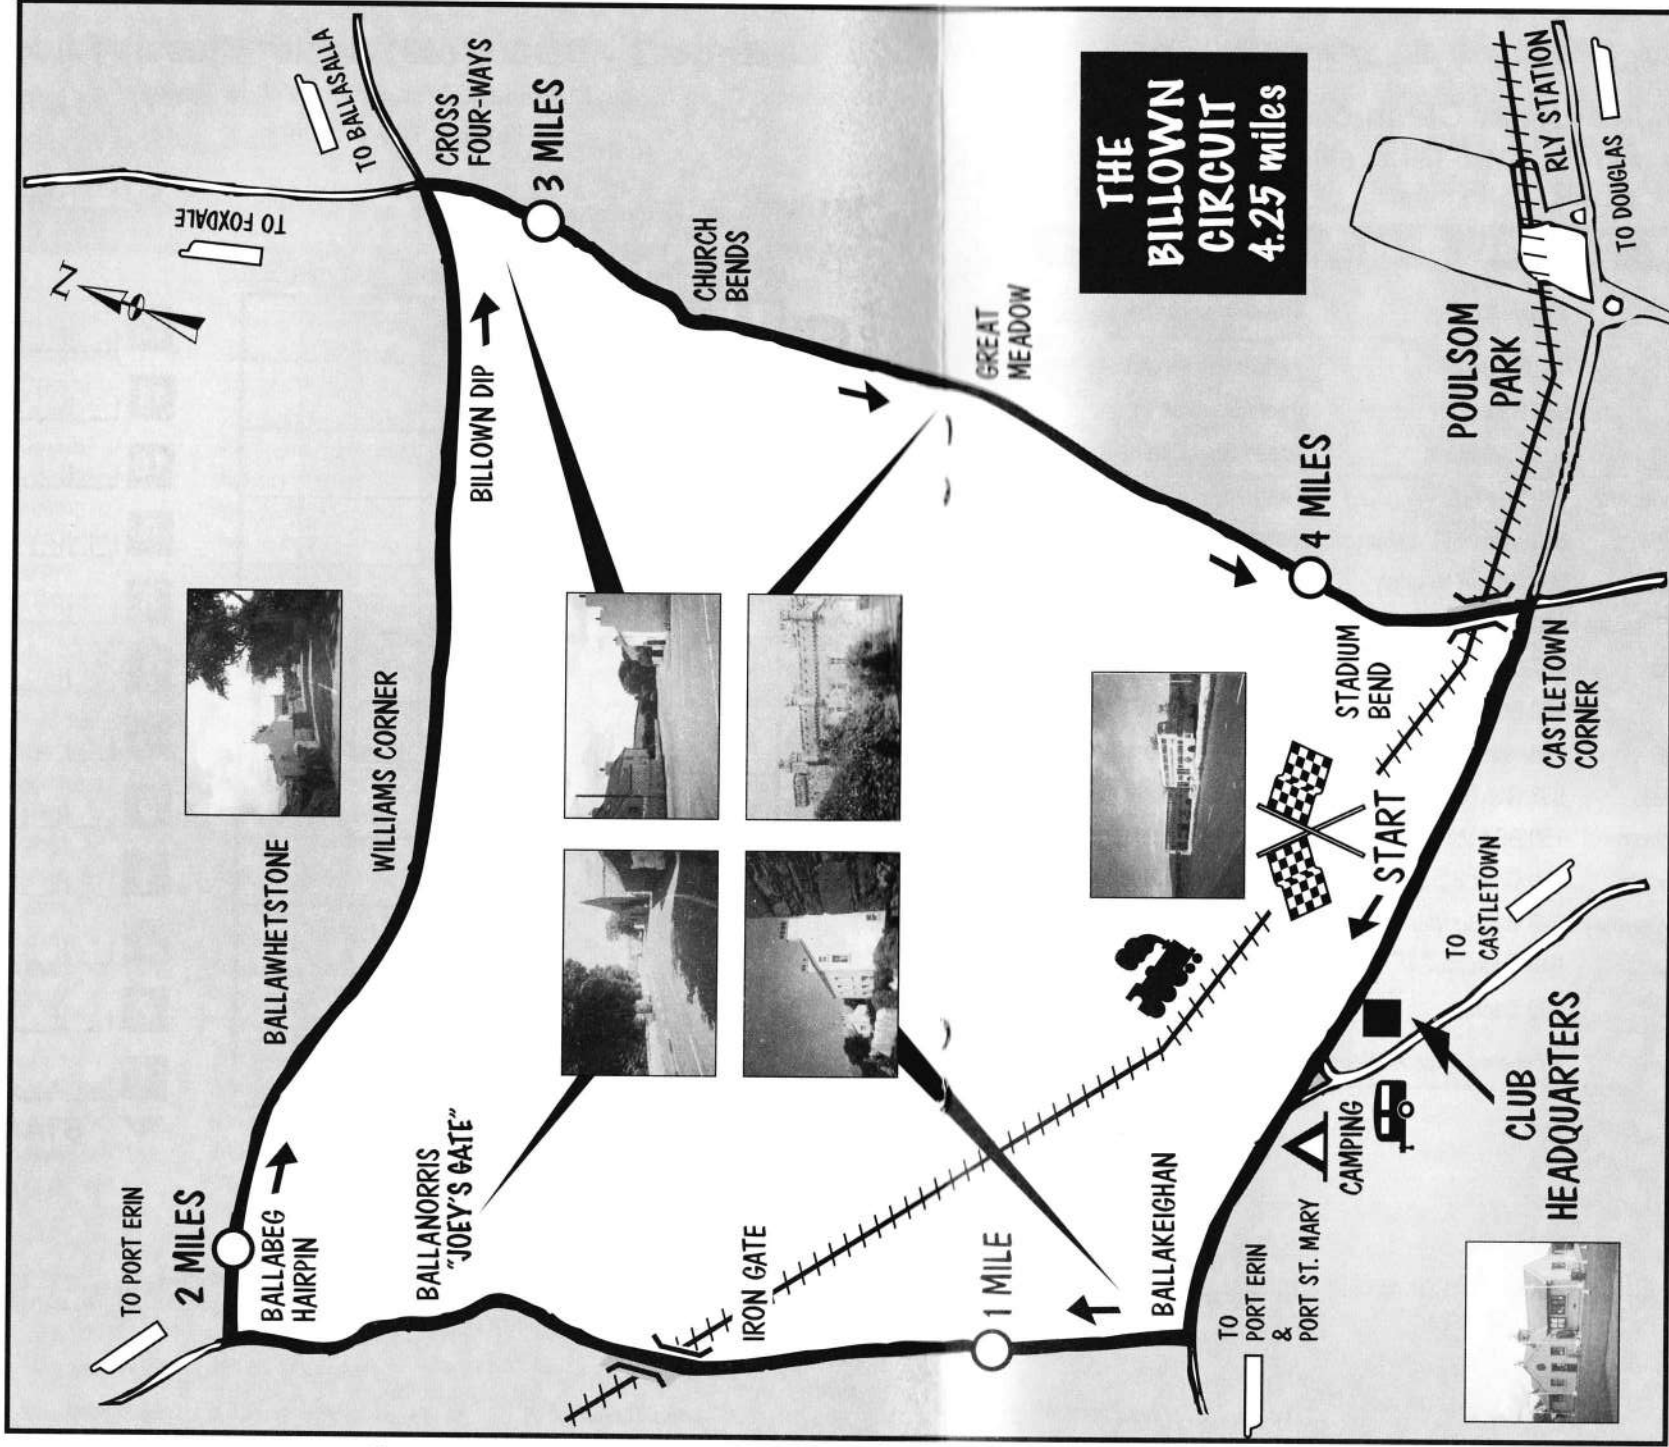 THE
BILLOWN
CIRCUIT
4.25 miles
START
CLUB
HEADQUARTERS
CAMPING
TO
CASTLETOWN
TO
PORT ERIN
&
PORT ST. MARY
BALLAKEIGHAN
1 MILE
IRON GATE
BALLANORRIS
"JOEY'S GATE"
BALLABEG
HAIRPIN
TO PORT ERIN
2 MILES
BALLAWHETSTONE
WILLIAMS CORNER
BILLOWN DIP
N
TO FOXDALE
TO BALLASALLA
CROSS
FOUR-WAYS
3 MILES
CHURCH
BENDS
GREAT
MEADOW
4 MILES
STADIUM
BEND
CASTLETOWN
CORNER
POULSOM
PARK
RLY STATION
TO DOUGLAS